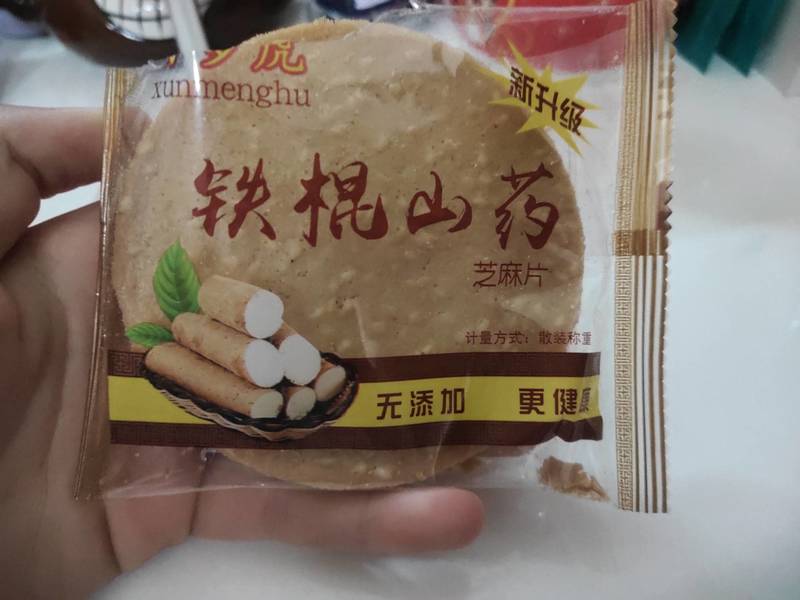 xunmenghu
新升级
铁棍山药
芝麻片
计量方式：散装称重
无添加 更健康